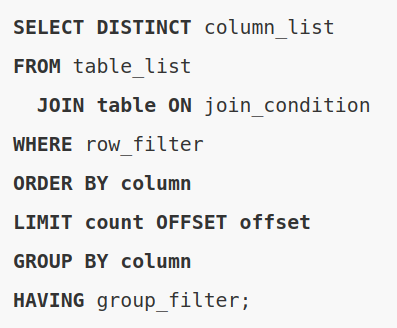 SELECT DISTINCT column_list
FROM table_list
JOIN table ON join_condition
WHERE row_filter
ORDER BY column
LIMIT count OFFSET offset
GROUP BY column
HAVING group_filter;